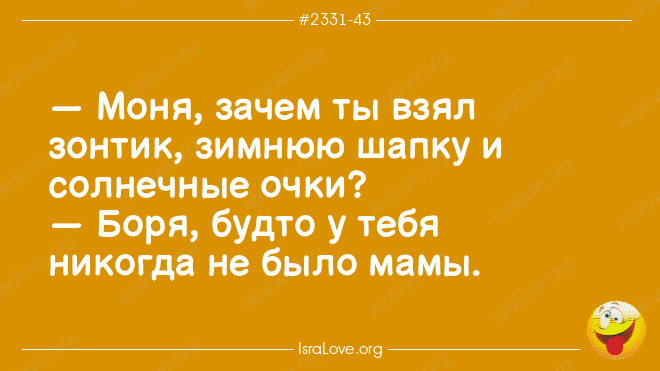 #2331-43
— Моня, зачем ты взял
зонтик, зимнюю шапку и
солнечные очки?
— Боря, будто у тебя
никогда не было мамы.
IsraLove.org